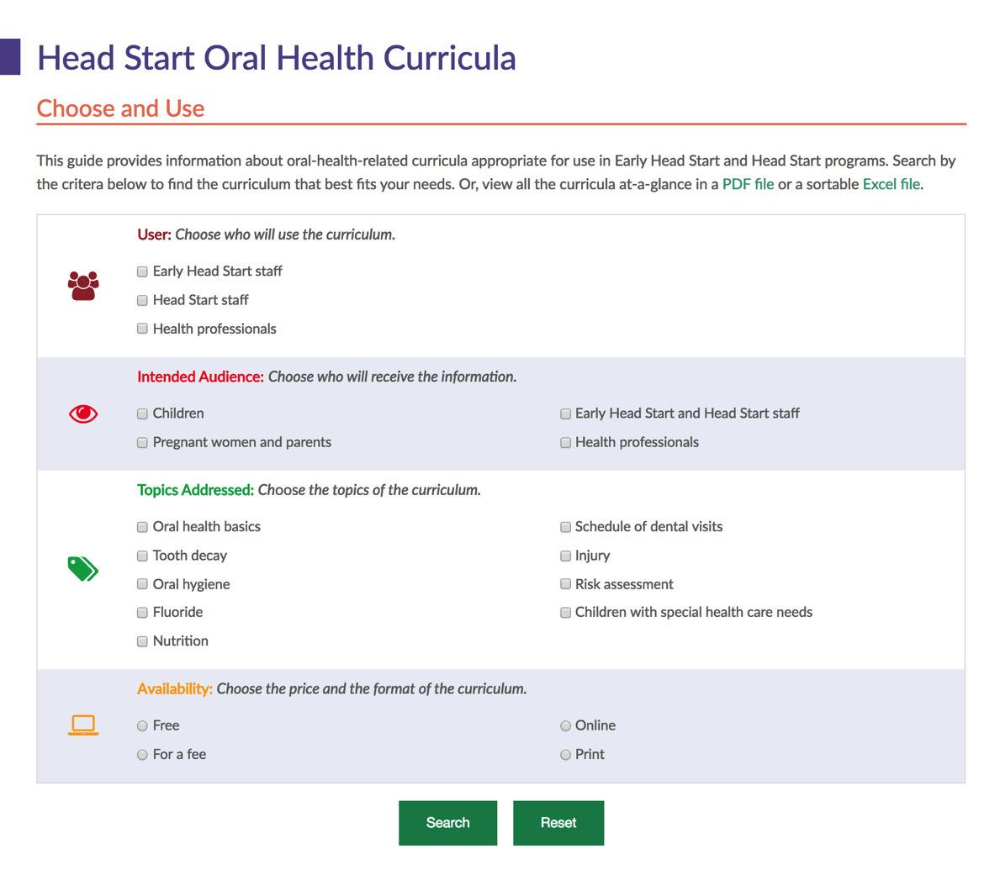 Head Start Oral Health Curricula
Choose and Use
This guide provides information about oral-health-related curricula appropriate for use in Early Head Start and Head Start programs. Search by
the critera below to find the curriculum that best fits your needs. Or, view all the curricula at-a-glance in a PDF file or a sortable Excel file.
User: Choose who will use the curriculum.
Early Head Start staff
Head Start staff
Health professionals
Intended Audience: Choose who will receive the information.
Children
Early Head Start and Head Start staff
Pregnant women and parents
Health professionals
Topics Addressed: Choose the topics of the curriculum.
Oral health basics
Schedule of dental visits
Tooth decay
Injury
Oral hygiene
Risk assessment
Fluoride
Children with special health care needs
Nutrition
Availability: Choose the price and the format of the curriculum.
Free
Online
For a fee
Print
Search
Reset